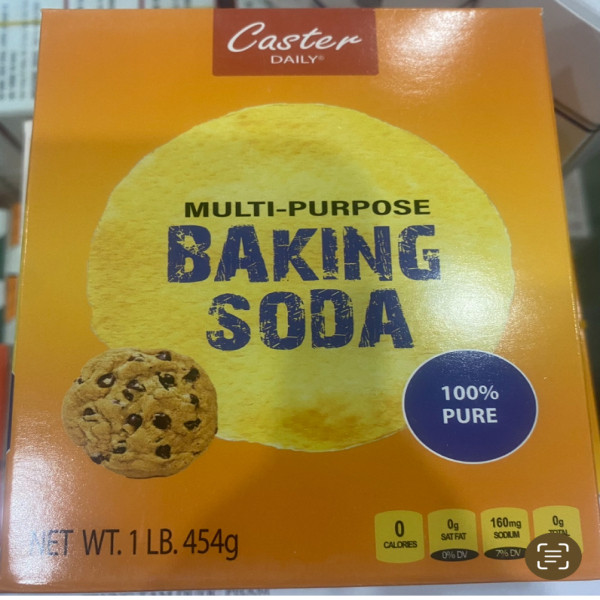 Caster
DAILY®
MULTI-PURPOSE
BAKING
SODA
100%
PURE
NET WT. 1 LB. 454g
0
CALORIES
0g
SAT FAT
0% DV
160mg
SODIUM
7% DV
0g
TOTAL